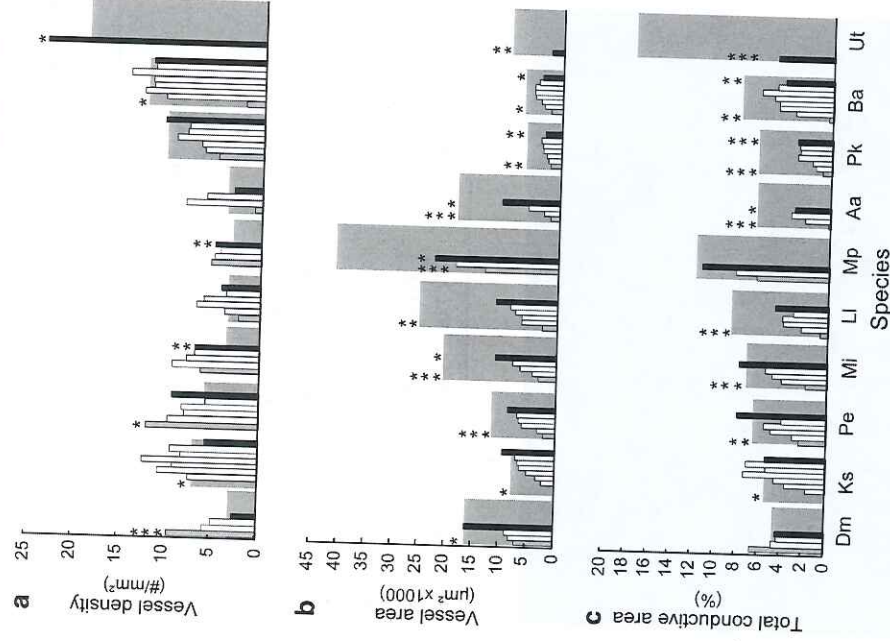 a
Vessel density
(#/mm²)
25
20
15
10
5
0
b
Vessel area
(µm² x1000)
45
40
35
30
25
20
15
10
5
0
c
Total conductive area
(%)
20
18
16
14
12
10
8
6
4
2
0
Dm Ks Pe Mi Ll Mp Aa Pk Ba Ut
Species